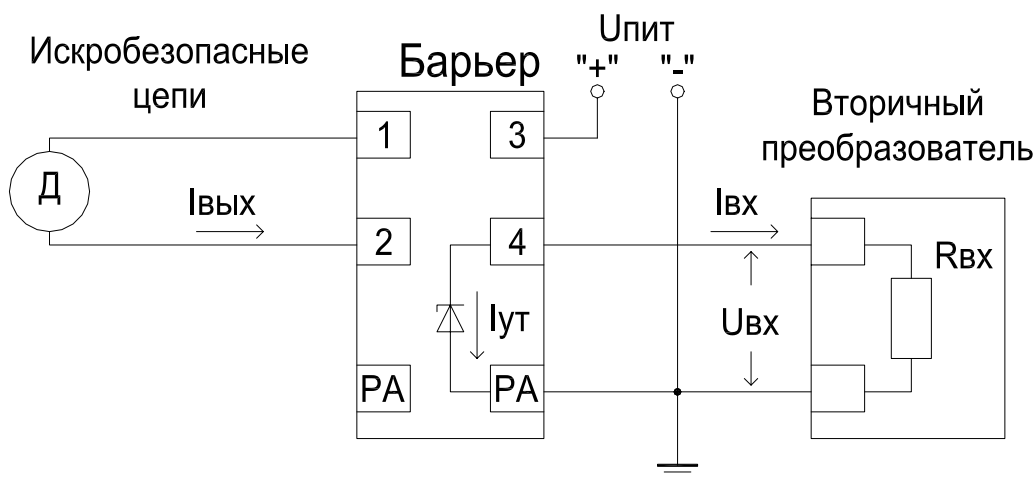 Искробезопасные
цепи
Барьер
Uпит
"+" "-"
Вторичный
преобразователь
1
3
Д
Iвых
2
4
Iвх
Rвх
Iут
Uвх
PA
PA